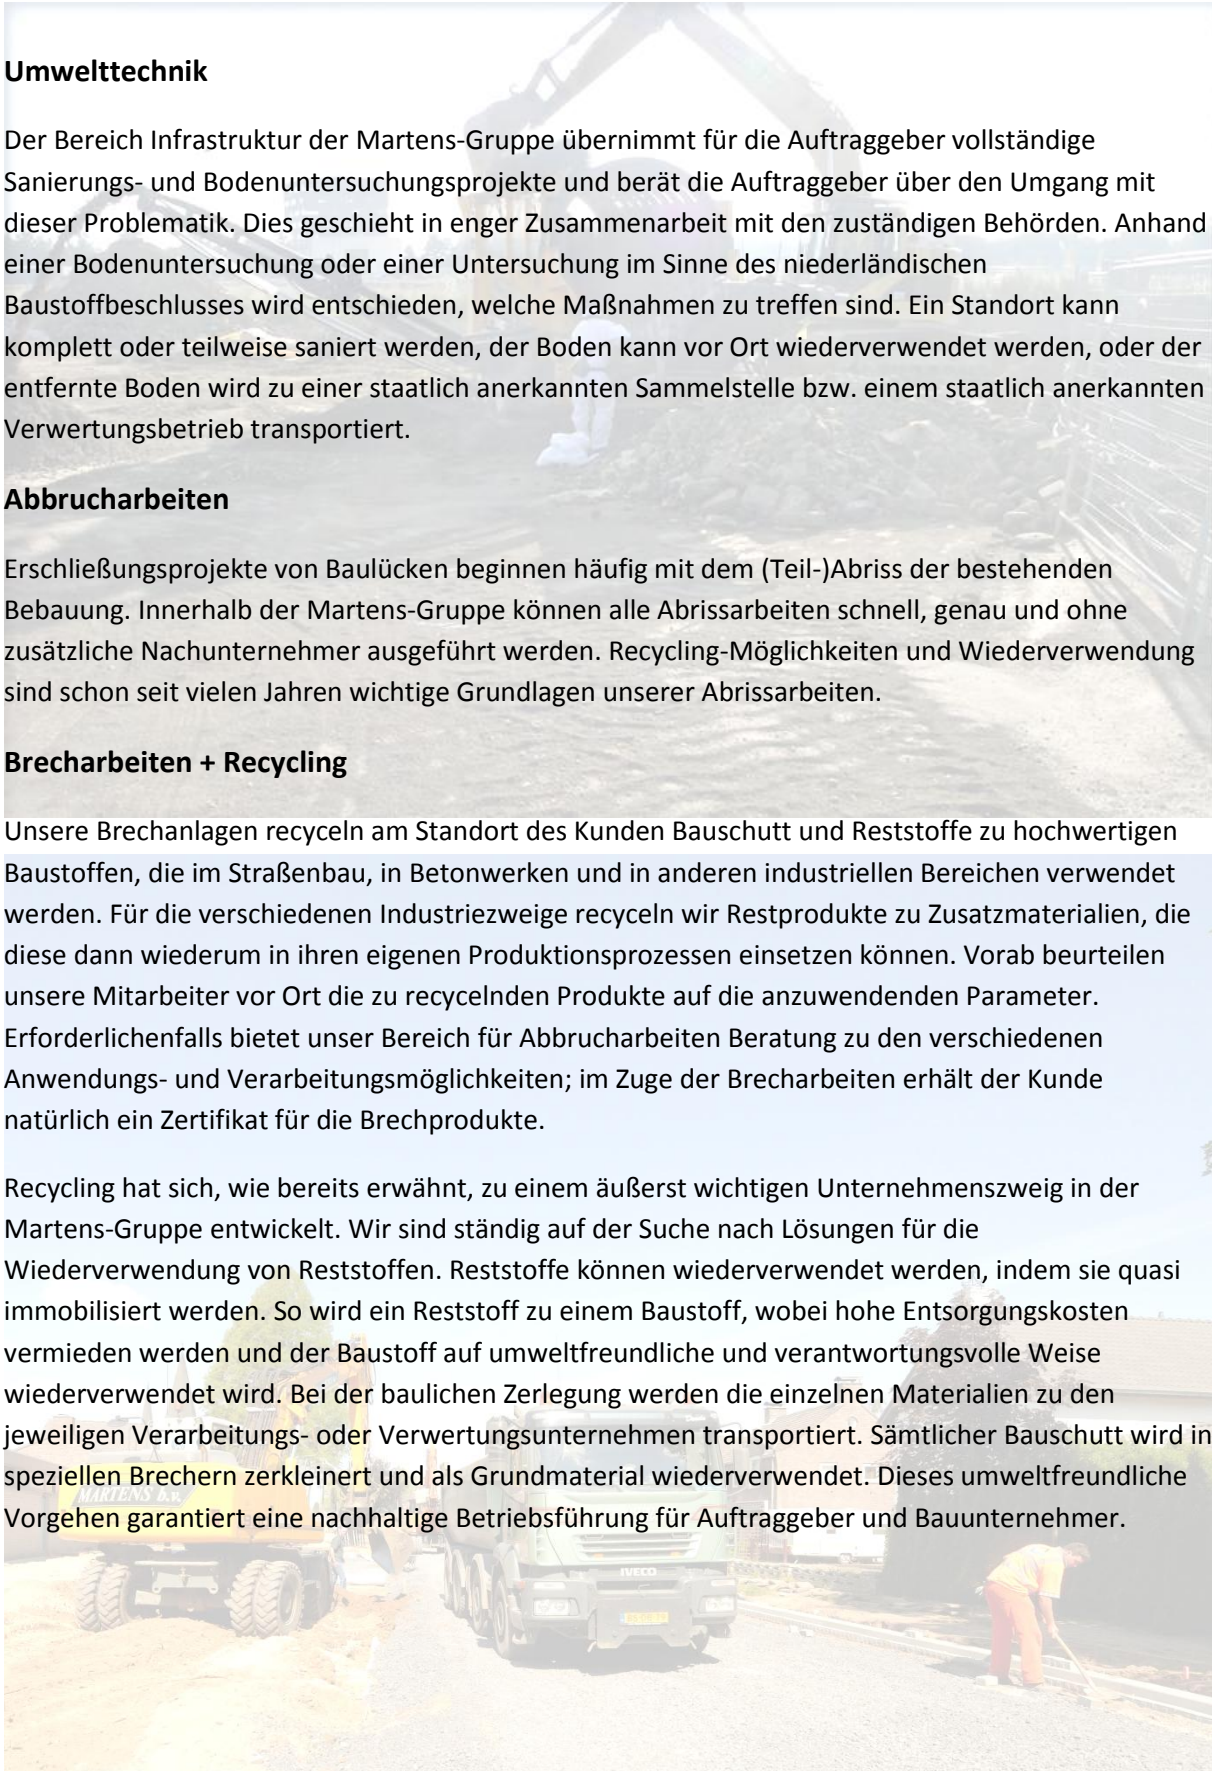 Umwelttechnik
Der Bereich Infrastruktur der Martens-Gruppe übernimmt für die Auftraggeber vollständige
Sanierungs- und Bodenuntersuchungsprojekte und berät die Auftraggeber über den Umgang mit
dieser Problematik. Dies geschieht in enger Zusammenarbeit mit den zuständigen Behörden. Anhand
einer Bodenuntersuchung oder einer Untersuchung im Sinne des niederländischen
Baustoffbeschlusses wird entschieden, welche Maßnahmen zu treffen sind. Ein Standort kann
komplett oder teilweise saniert werden, der Boden kann vor Ort wiederverwendet werden, oder der
entfernte Boden wird zu einer staatlich anerkannten Sammelstelle bzw. einem staatlich anerkannten
Verwertungsbetrieb transportiert.
Abbrucharbeiten
Erschließungsprojekte von Baulücken beginnen häufig mit dem (Teil-)Abriss der bestehenden
Bebauung. Innerhalb der Martens-Gruppe können alle Abrissarbeiten schnell, genau und ohne
zusätzliche Nachunternehmer ausgeführt werden. Recycling-Möglichkeiten und Wiederverwendung
sind schon seit vielen Jahren wichtige Grundlagen unserer Abrissarbeiten.
Brecharbeiten + Recycling
Unsere Brechanlagen recyceln am Standort des Kunden Bauschutt und Reststoffe zu hochwertigen
Baustoffen, die im Straßenbau, in Betonwerken und in anderen industriellen Bereichen verwendet
werden. Für die verschiedenen Industriezweige recyceln wir Restprodukte zu Zusatzmaterialien, die
diese dann wiederum in ihren eigenen Produktionsprozessen einsetzen können. Vorab beurteilen
unsere Mitarbeiter vor Ort die zu recycelnden Produkte auf die anzuwendenden Parameter.
Erforderlichenfalls bietet unser Bereich für Abbrucharbeiten Beratung zu den verschiedenen
Anwendungs- und Verarbeitungsmöglichkeiten; im Zuge der Brecharbeiten erhält der Kunde
natürlich ein Zertifikat für die Brechprodukte.
Recycling hat sich, wie bereits erwähnt, zu einem äußerst wichtigen Unternehmenszweig in der
Martens-Gruppe entwickelt. Wir sind ständig auf der Suche nach Lösungen für die
Wiederverwendung von Reststoffen. Reststoffe können wiederverwendet werden, indem sie quasi
immobilisiert werden. So wird ein Reststoff zu einem Baustoff, wobei hohe Entsorgungskosten
vermieden werden und der Baustoff auf umweltfreundliche und verantwortungsvolle Weise
wiederverwendet wird. Bei der baulichen Zerlegung werden die einzelnen Materialien zu den
jeweiligen Verarbeitungs- oder Verwertungsunternehmen transportiert. Sämtlicher Bauschutt wird in
speziellen Brechern zerkleinert und als Grundmaterial wiederverwendet. Dieses umweltfreundliche
Vorgehen garantiert eine nachhaltige Betriebsführung für Auftraggeber und Bauunternehmer.
MARTENS b.v.
IVECO